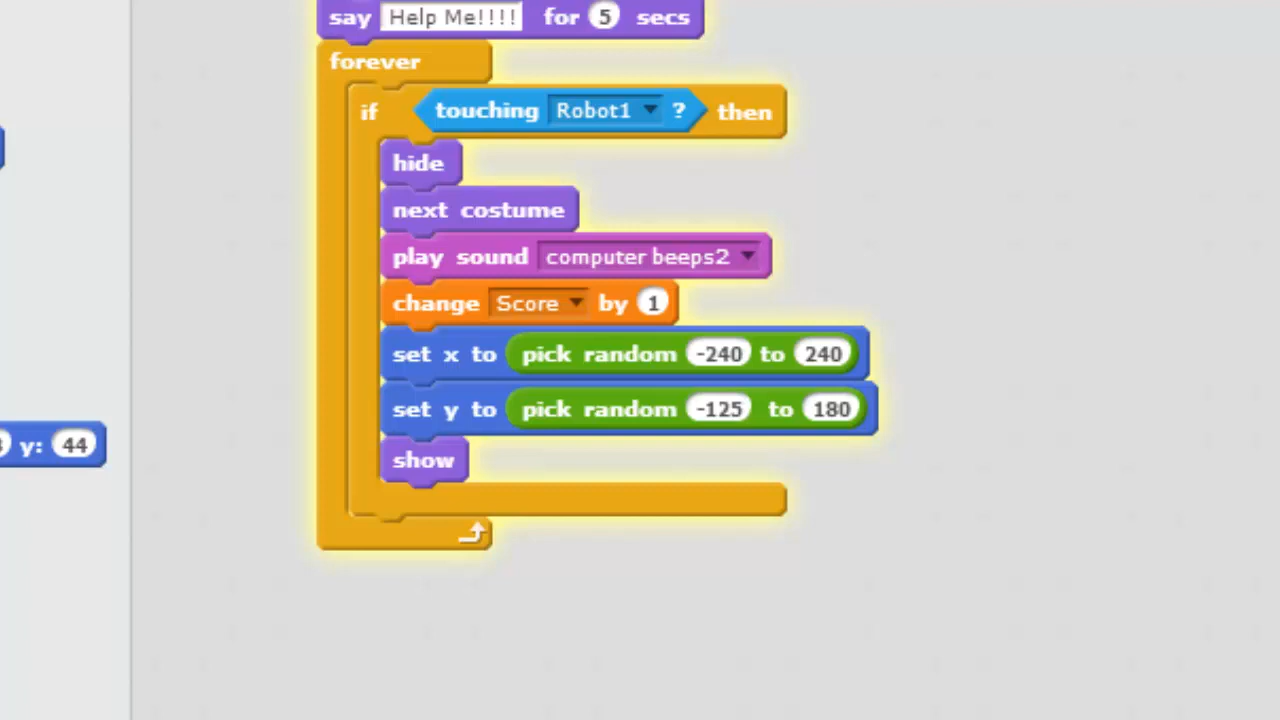 say Help Me!!!! for 5 secs
forever
if touching Robot1 ? then
hide
next costume
play sound computer beeps2
change Score by 1
set x to pick random -240 to 240
set y to pick random -125 to 180
y: 44
show